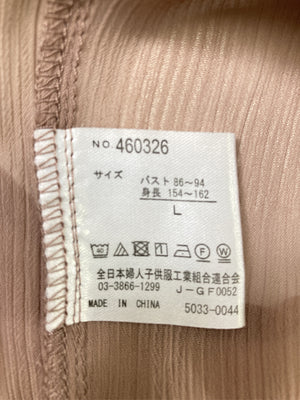 NO. 460326
サイズ バスト 86～94
身長 154～162
L
全日本婦人子供服工業組合連合会
03-3866-1299 J-GF0052
MADE IN CHINA 5033-0044